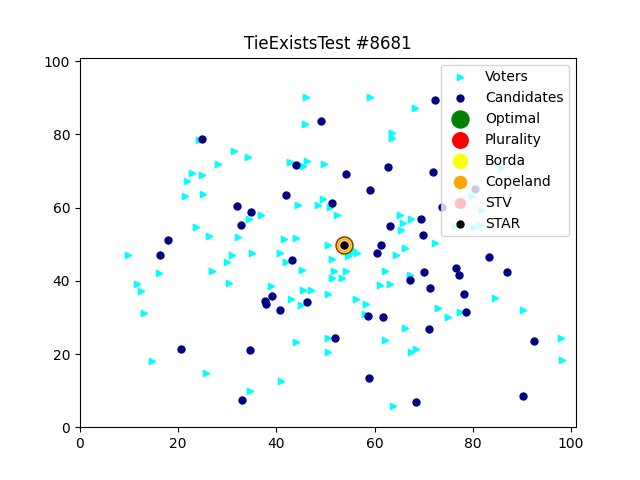 TieExistsTest #8681
100
80
60
40
20
0
0
20
40
60
80
100
Voters
Candidates
Optimal
Plurality
Borda
Copeland
STV
STAR